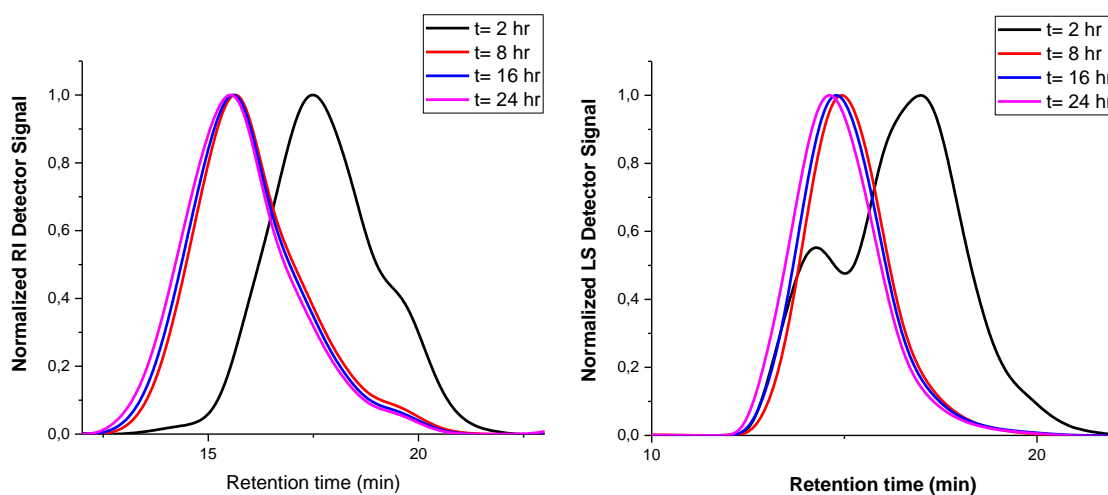 t= 2 hr
t= 8 hr
t= 16 hr
t= 24 hr
1,0
0,8
0,6
0,4
0,2
0,0
Normalized RI Detector Signal
15
20
Retention time (min)
t= 2 hr
t= 8 hr
t= 16 hr
t= 24 hr
1,0
0,8
0,6
0,4
0,2
0,0
Normalized LS Detector Signal
10
20
Retention time (min)